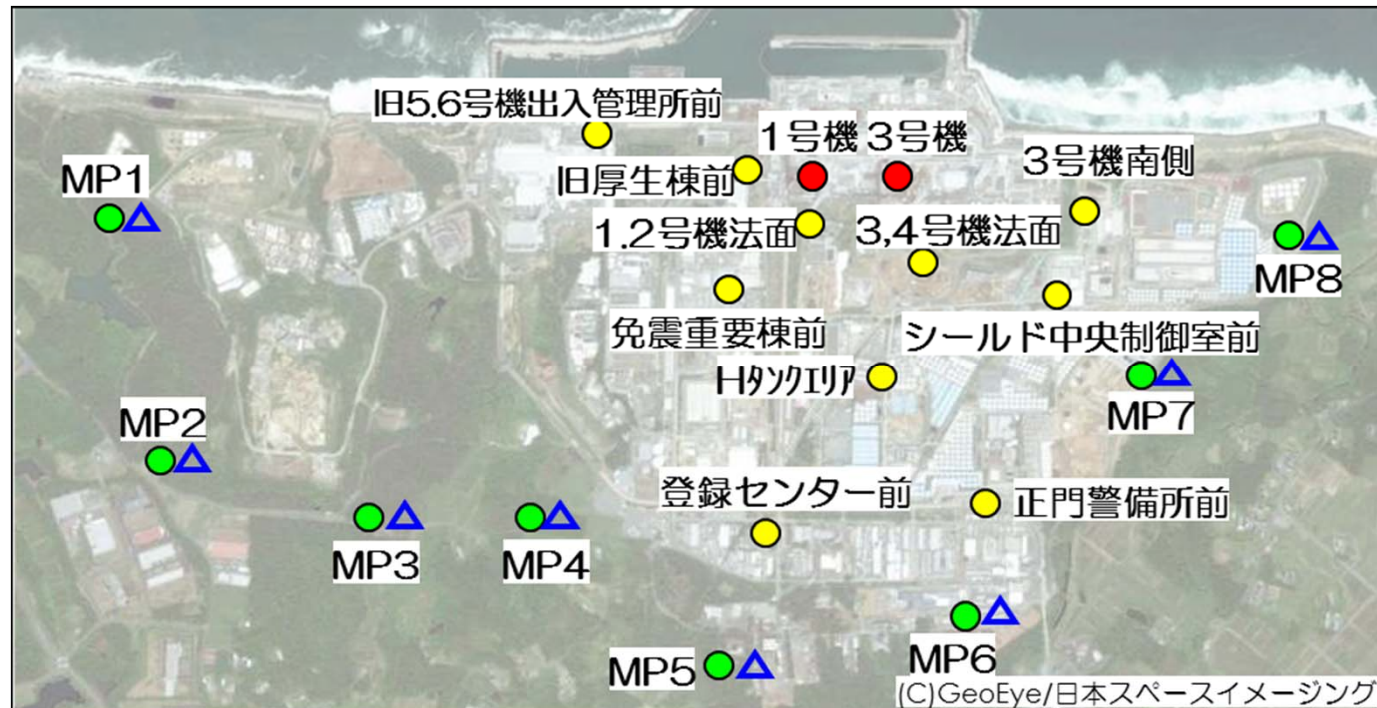 旧5.6号機出入管理所前
1号機
3号機
3号機南側
MP1
旧厚生棟前
1.2号機法面
3,4号機法面
MP8
免震重要棟前
シールド中央制御室前
Hタンクエリア
MP7
MP2
登録センター前
正門警備所前
MP3
MP4
MP5
MP6
(C)GeoEye/日本スペースイメージング